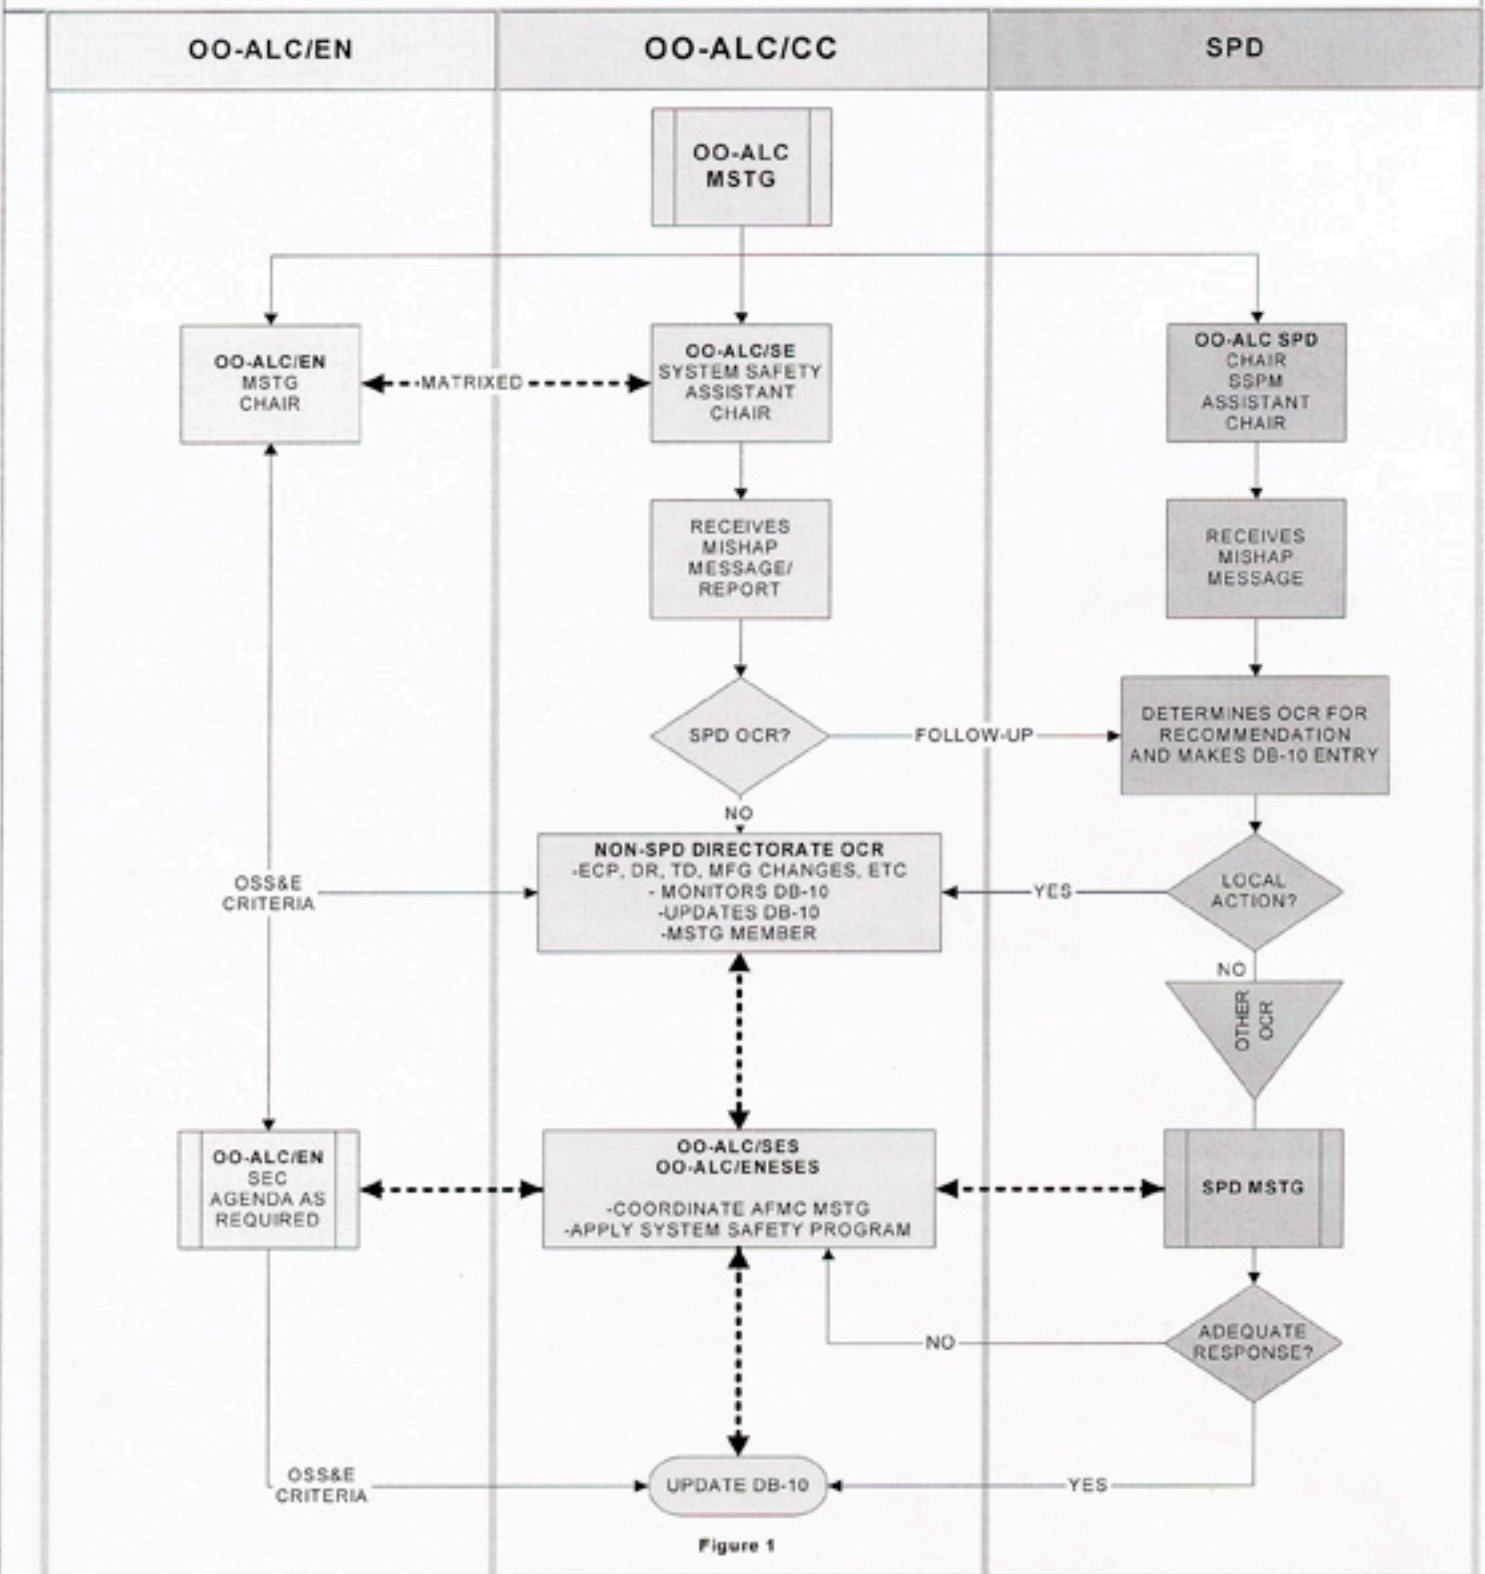 OO-ALC/EN
OO-ALC/CC
SPD
OO-ALC
MSTG
OO-ALC/EN
MSTG
CHAIR
MATRIXED
OO-ALC/SE
SYSTEM SAFETY
ASSISTANT
CHAIR
OO-ALC SPD
CHAIR
SSPM
ASSISTANT
CHAIR
RECEIVES
MISHAP
MESSAGE/
REPORT
RECEIVES
MISHAP
MESSAGE
SPD OCR?
FOLLOW-UP
DETERMINES OCR FOR
RECOMMENDATION
AND MAKES DB-10 ENTRY
NO
OSS&E
CRITERIA
NON-SPD DIRECTORATE OCR
-ECP, DR, TD, MFG CHANGES, ETC
- MONITORS DB-10
-UPDATES DB-10
-MSTG MEMBER
YES
LOCAL
ACTION?
NO
OTHER
OCR
OO-ALC/EN
SEC
AGENDA AS
REQUIRED
OO-ALC/SES
OO-ALC/ENESES
-COORDINATE AFMC MSTG
-APPLY SYSTEM SAFETY PROGRAM
SPD MSTG
NO
ADEQUATE
RESPONSE?
OSS&E
CRITERIA
UPDATE DB-10
YES
Figure 1